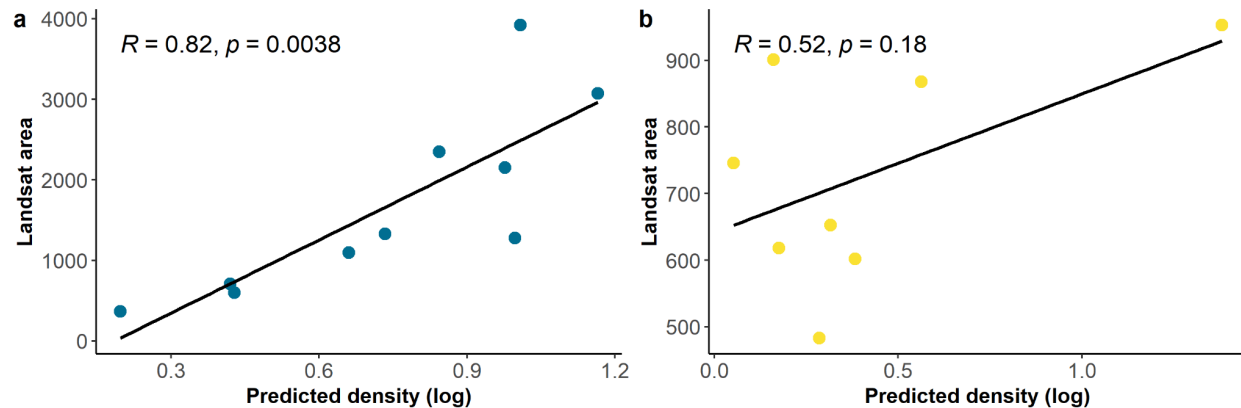 a
R = 0.82, p = 0.0038
4000
3000
2000
1000
0
Landsat area
0.3 0.6 0.9 1.2
Predicted density (log)
b
R = 0.52, p = 0.18
900
800
700
600
500
Landsat area
0.0 0.5 1.0
Predicted density (log)